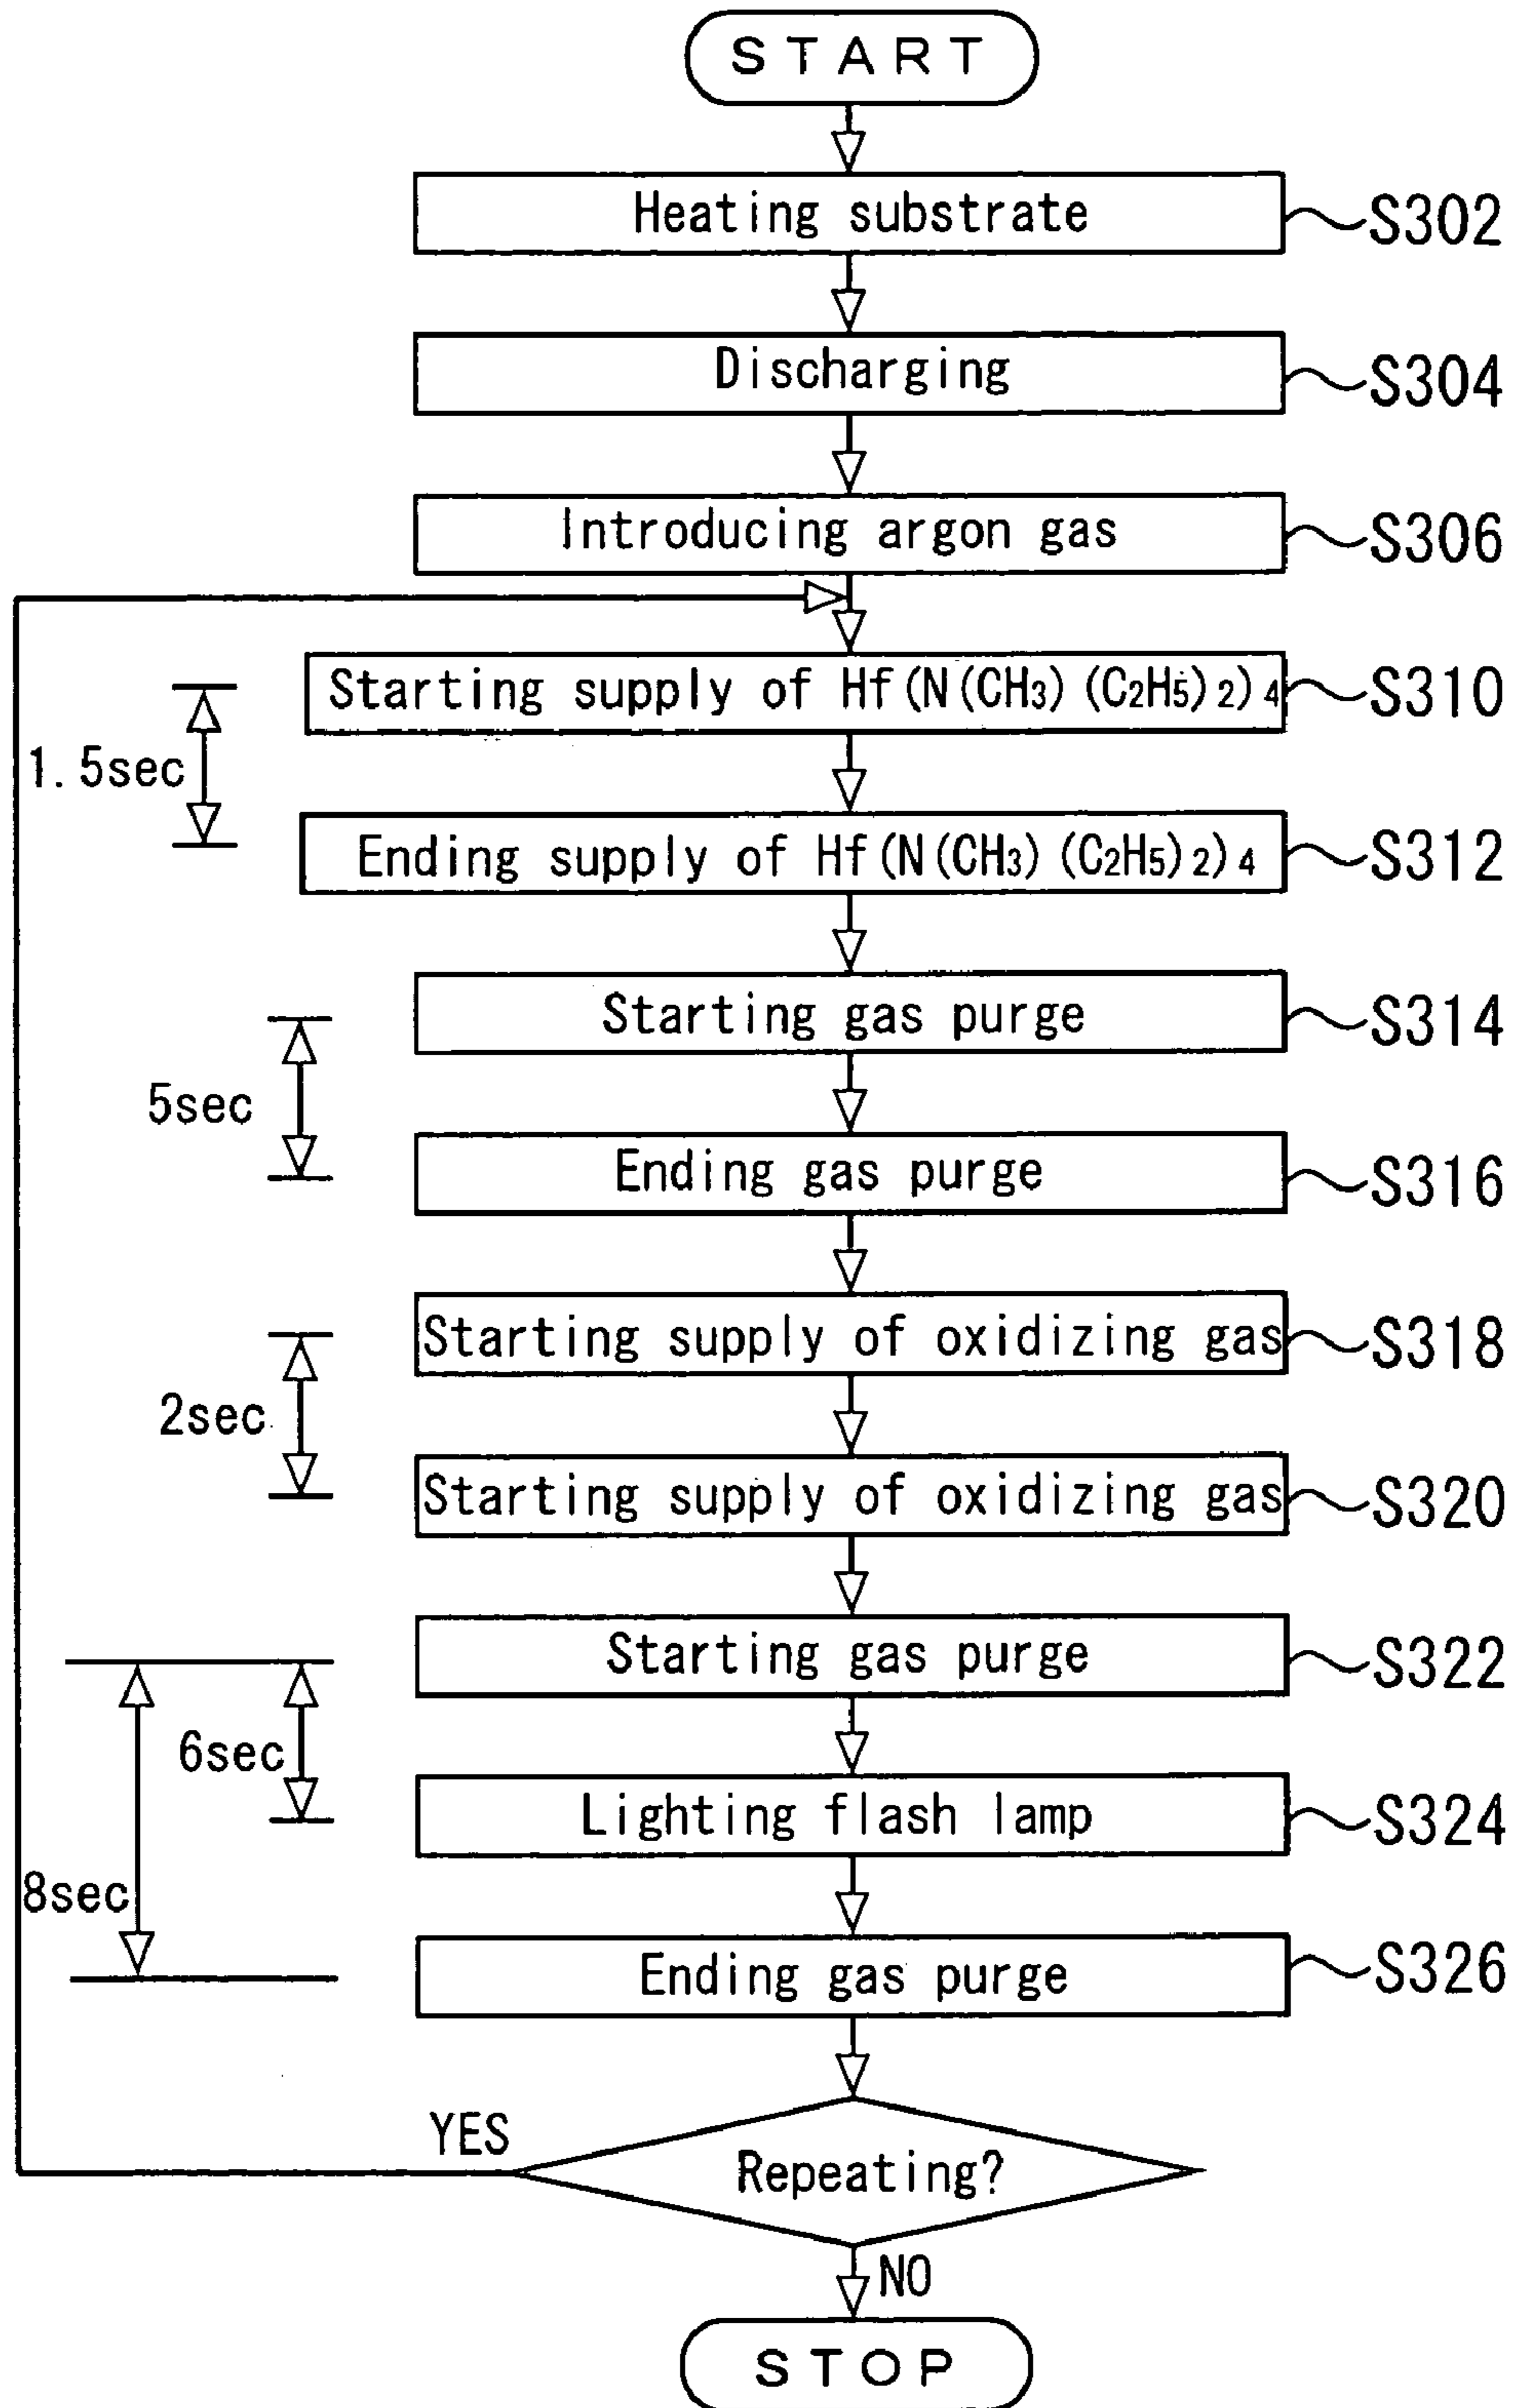 START
Heating substrate
S302
Discharging
S304
Introducing argon gas
S306
Starting supply of Hf(N(CH3)(C2H5)2)4
S310
1.5sec
Ending supply of Hf(N(CH3)(C2H5)2)4
S312
Starting gas purge
S314
5sec
Ending gas purge
S316
Starting supply of oxidizing gas
S318
2sec
Starting supply of oxidizing gas
S320
Starting gas purge
S322
6sec
Lighting flash lamp
S324
8sec
Ending gas purge
S326
YES
Repeating?
NO
STOP